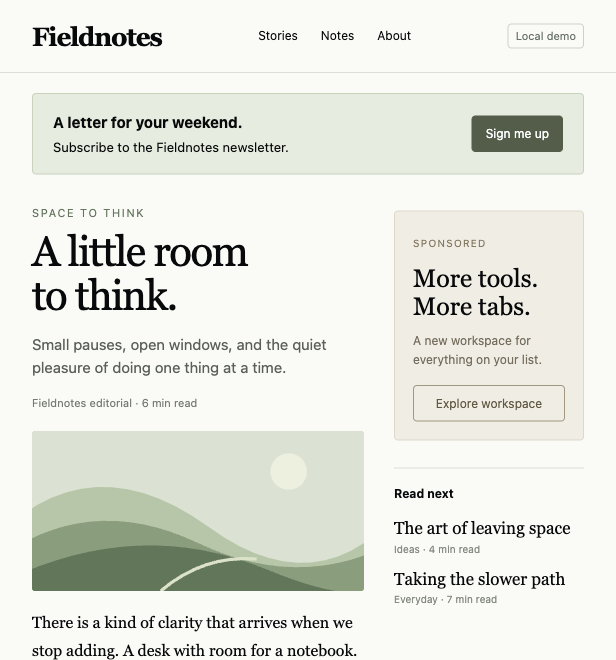 Fieldnotes
Stories
Notes
About
Local demo
A letter for your weekend.
Subscribe to the Fieldnotes newsletter.
Sign me up
SPACE TO THINK
A little room
to think.
Small pauses, open windows, and the quiet
pleasure of doing one thing at a time.
Fieldnotes editorial · 6 min read
There is a kind of clarity that arrives when we
stop adding. A desk with room for a notebook.
SPONSORED
More tools.
More tabs.
A new workspace for
everything on your list.
Explore workspace
Read next
The art of leaving space
Ideas · 4 min read
Taking the slower path
Everyday · 7 min read